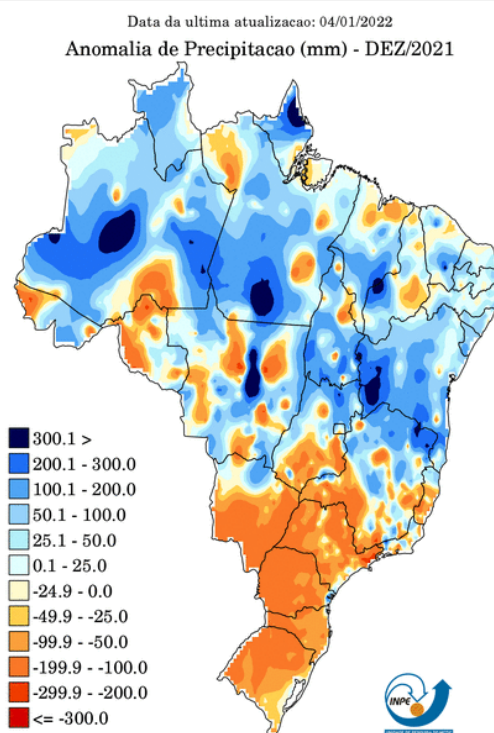 Data da ultima atualizacao: 04/01/2022
Anomalia de Precipitacao (mm) - DEZ/2021
300.1 >
200.1 - 300.0
100.1 - 200.0
50.1 - 100.0
25.1 - 50.0
0.1 - 25.0
-24.9 - 0.0
-49.9 - -25.0
-99.9 - -50.0
-199.9 - -100.0
-299.9 - -200.0
<= -300.0
INPE